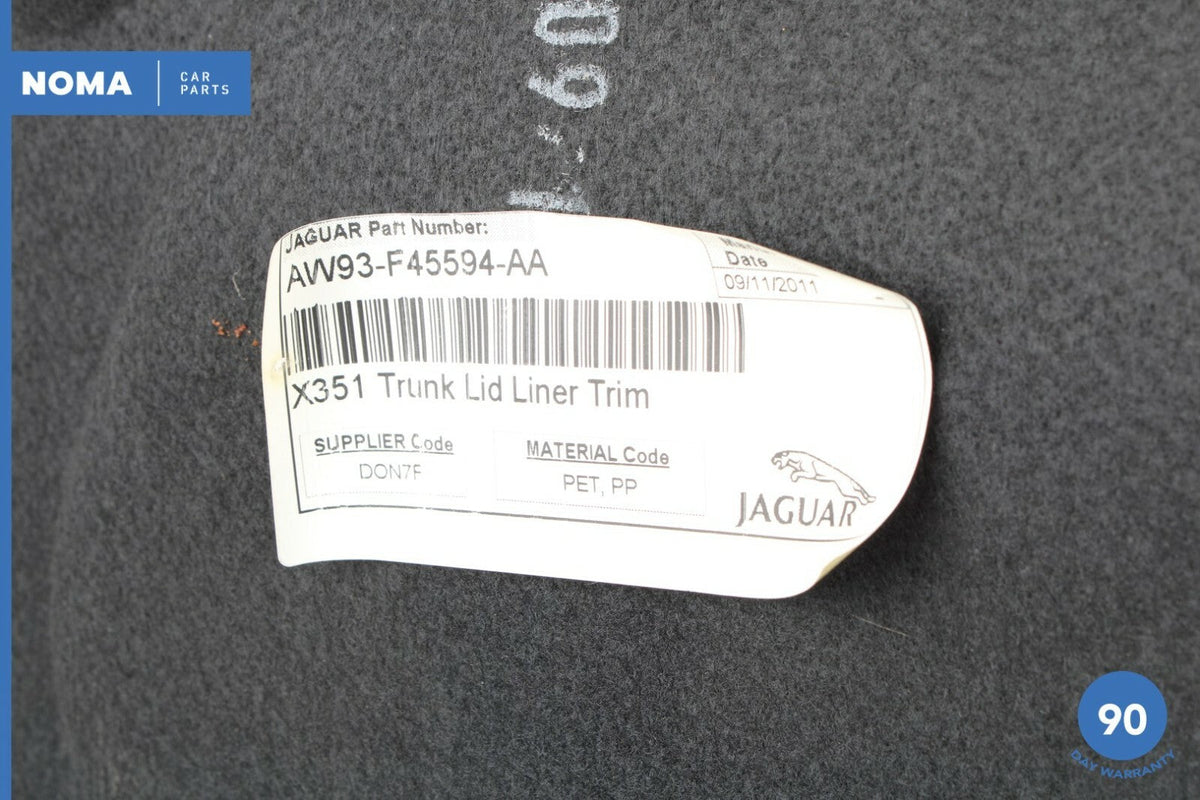 NOMA
CAR
PARTS
60
JAGUAR Part Number:
AW93-F45594-AA
Date
09/11/2011
X351 Trunk Lid Liner Trim
SUPPLIER Code
DON7F
MATERIAL Code
PET, PP
JAGUAR
90
DAY WARRANTY